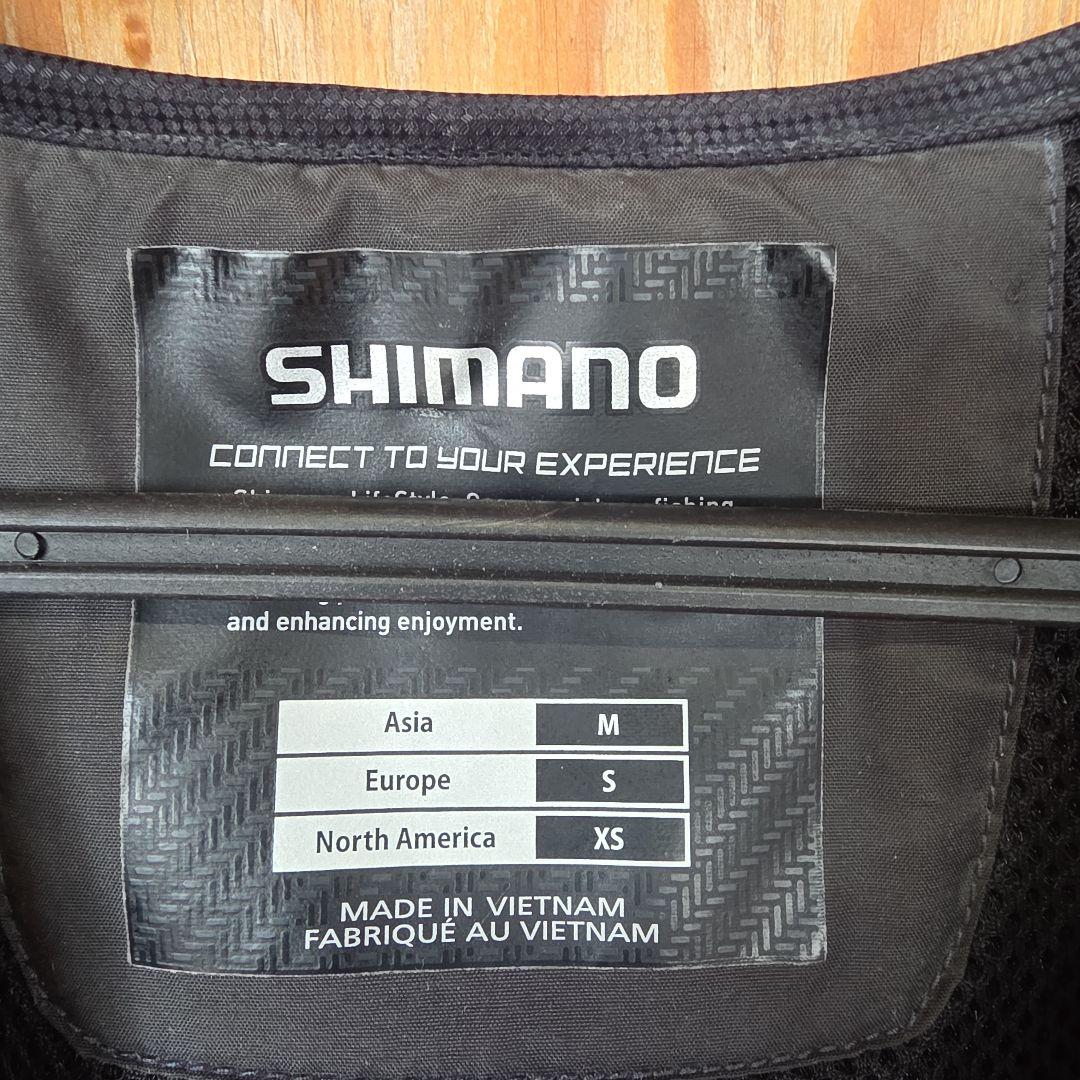 SHIMANO
CONNECT TO YOUR EXPERIENCE
fishing
and enhancing enjoyment.
Asia M
Europe S
North America XS
MADE IN VIETNAM
FABRIQUÉ AU VIETNAM